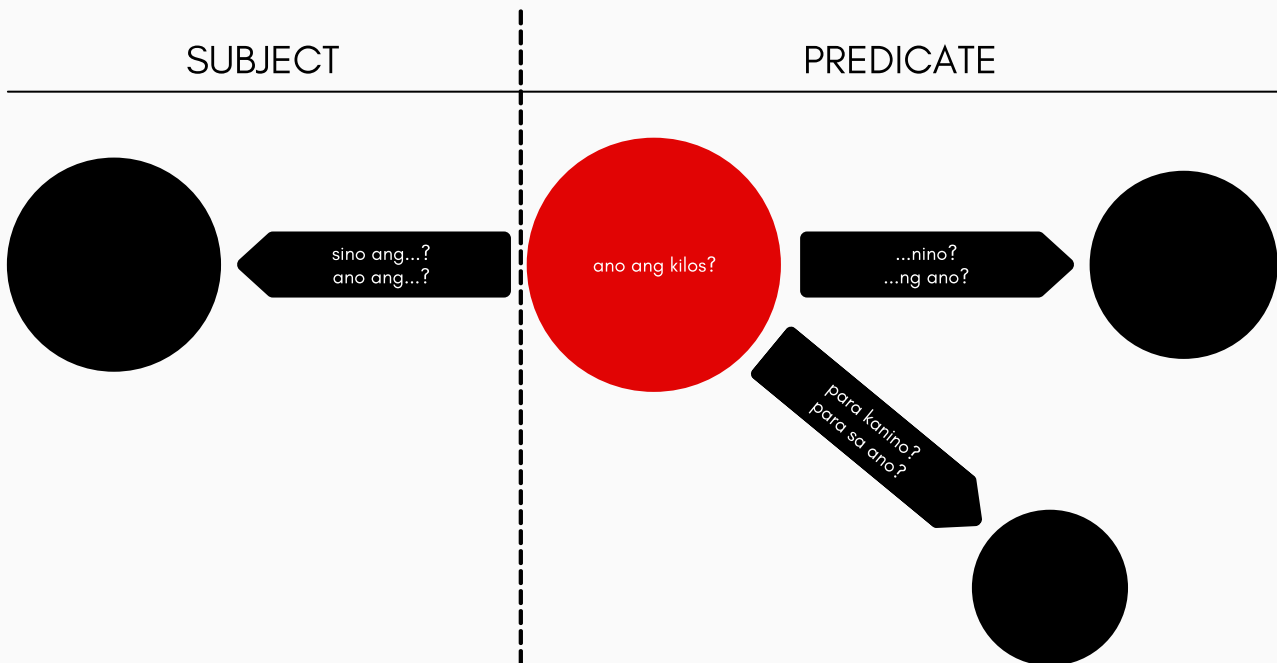 SUBJECT
PREDICATE
sino ang...?
ano ang...?
ano ang kilos?
...nino?
...ng ano?
para kanino?
para sa ano?